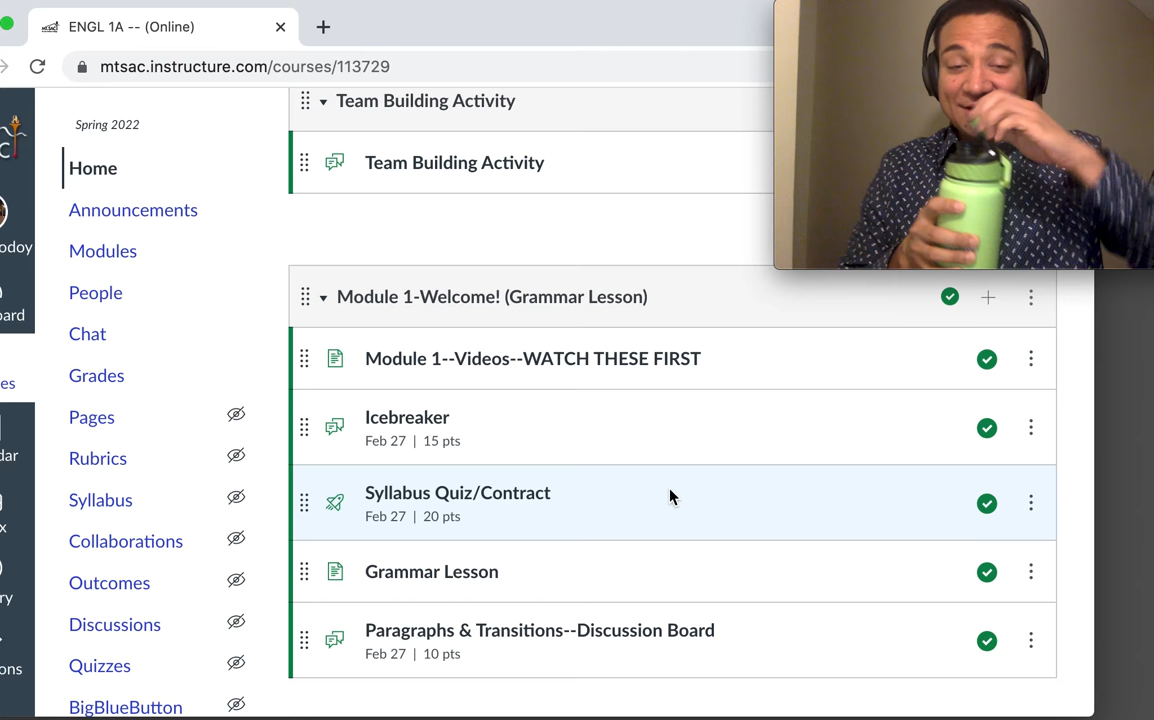 ENGL 1A -- (Online)
mtsac.instructure.com/courses/113729
Spring 2022
Home
Announcements
Modules
People
Chat
Grades
Pages
Rubrics
Syllabus
Collaborations
Outcomes
Discussions
Quizzes
BigBlueButton
Team Building Activity
Team Building Activity
Module 1-Welcome! (Grammar Lesson)
Module 1--Videos--WATCH THESE FIRST
Icebreaker
Feb 27 | 15 pts
Syllabus Quiz/Contract
Feb 27 | 20 pts
Grammar Lesson
Paragraphs & Transitions--Discussion Board
Feb 27 | 10 pts